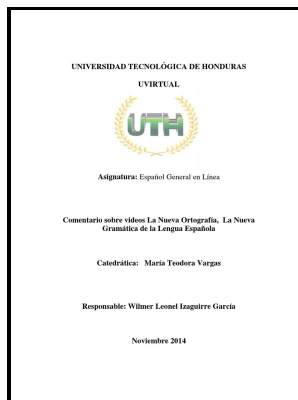 UNIVERSIDAD TECNOLÓGICA DE HONDURAS
UVIRTUAL
UTH
Asignatura: Español General en Línea
Comentario sobre videos La Nueva Ortografía, La Nueva
Gramática de la Lengua Española
Catedrática: María Teodora Vargas
Responsable: Wilmer Leonel Izaguirre García
Noviembre 2014